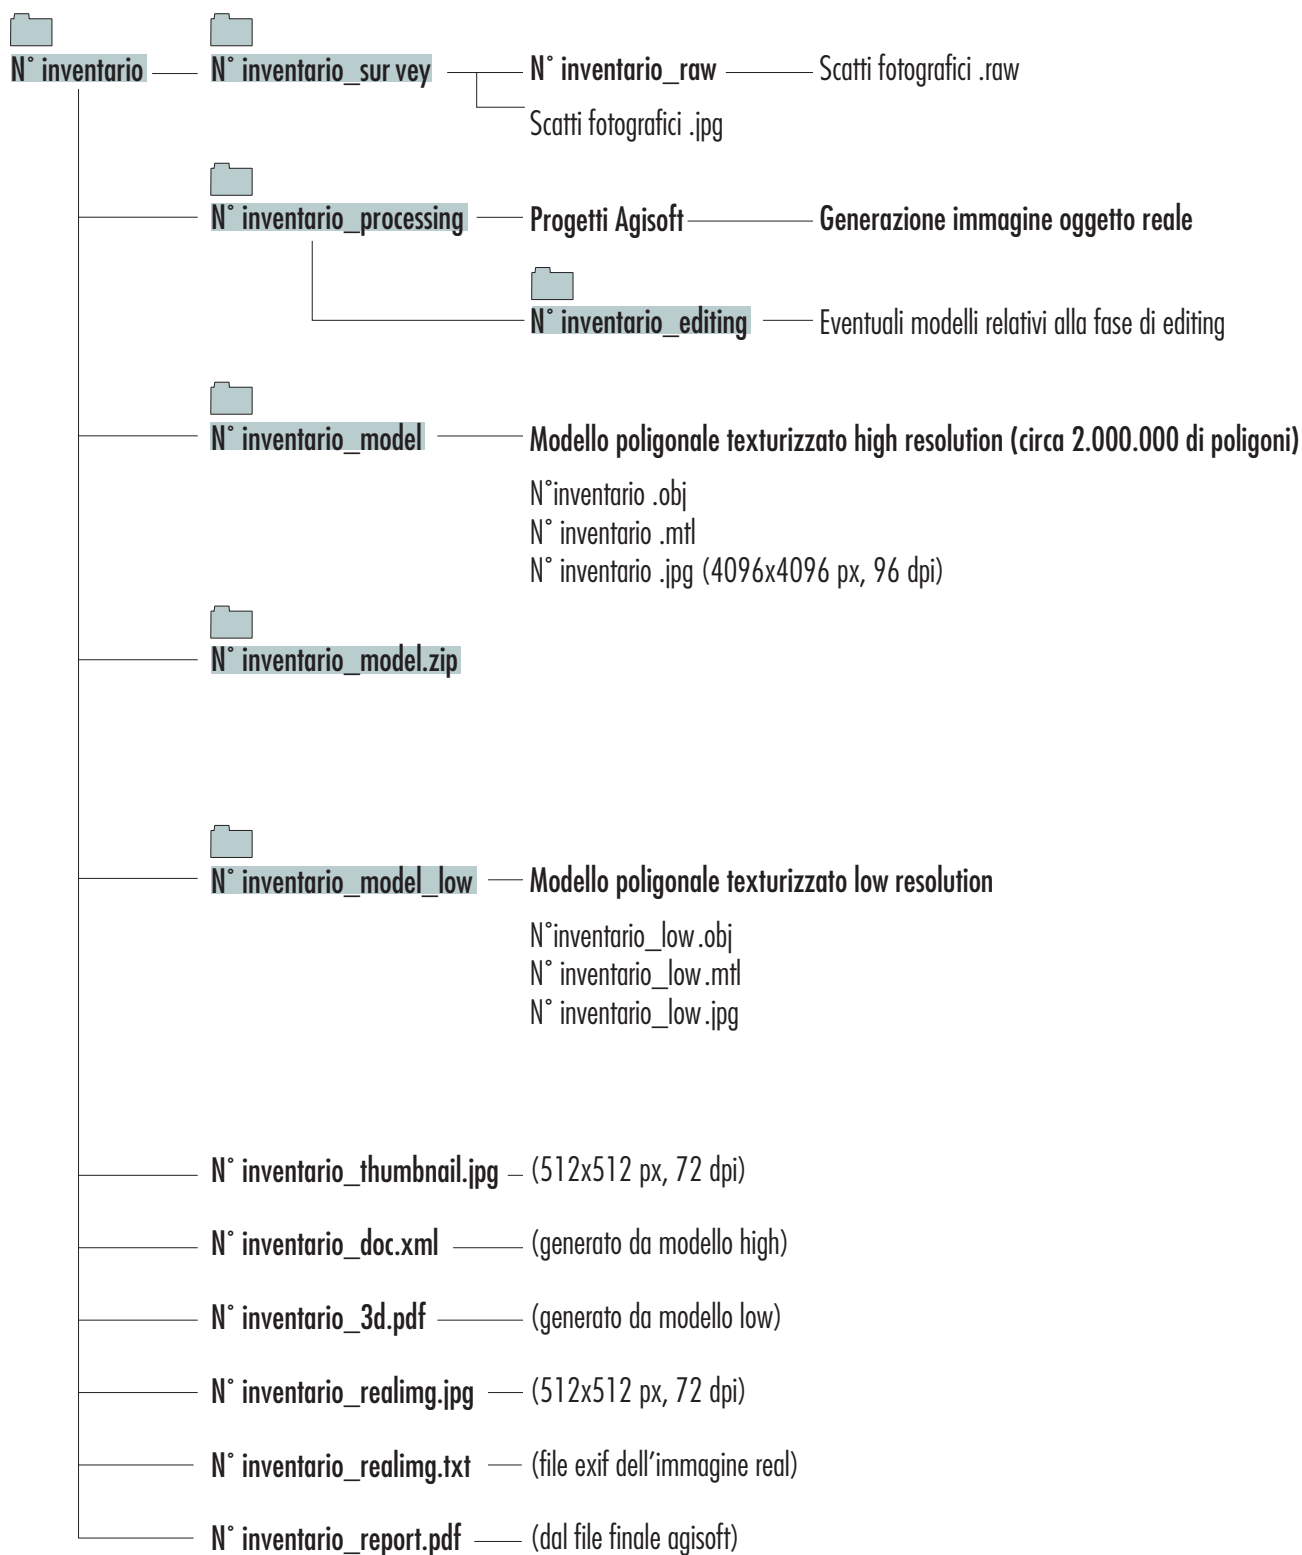 N° inventario N° inventario_sur vey N° inventario_raw Scatti fotografici .raw
Scatti fotografici .jpg
N° inventario_processing Progetti Agisoft Generazione immagine oggetto reale
N° inventario_editing Eventuali modelli relativi alla fase di editing
N° inventario_model Modello poligonale texturizzato high resolution (circa 2.000.000 di poligoni)
N°inventario .obj
N° inventario .mtl
N° inventario .jpg (4096x4096 px, 96 dpi)
N° inventario_model.zip
N° inventario_model_low Modello poligonale texturizzato low resolution
N°inventario_low.obj
N° inventario_low.mtl
N° inventario_low.jpg
N° inventario_thumbnail.jpg (512x512 px, 72 dpi)
N° inventario_doc.xml (generato da modello high)
N° inventario_3d.pdf (generato da modello low)
N° inventario_realimg.jpg (512x512 px, 72 dpi)
N° inventario_realimg.txt (file exif dell'immagine real)
N° inventario_report.pdf (dal file finale agisoft)